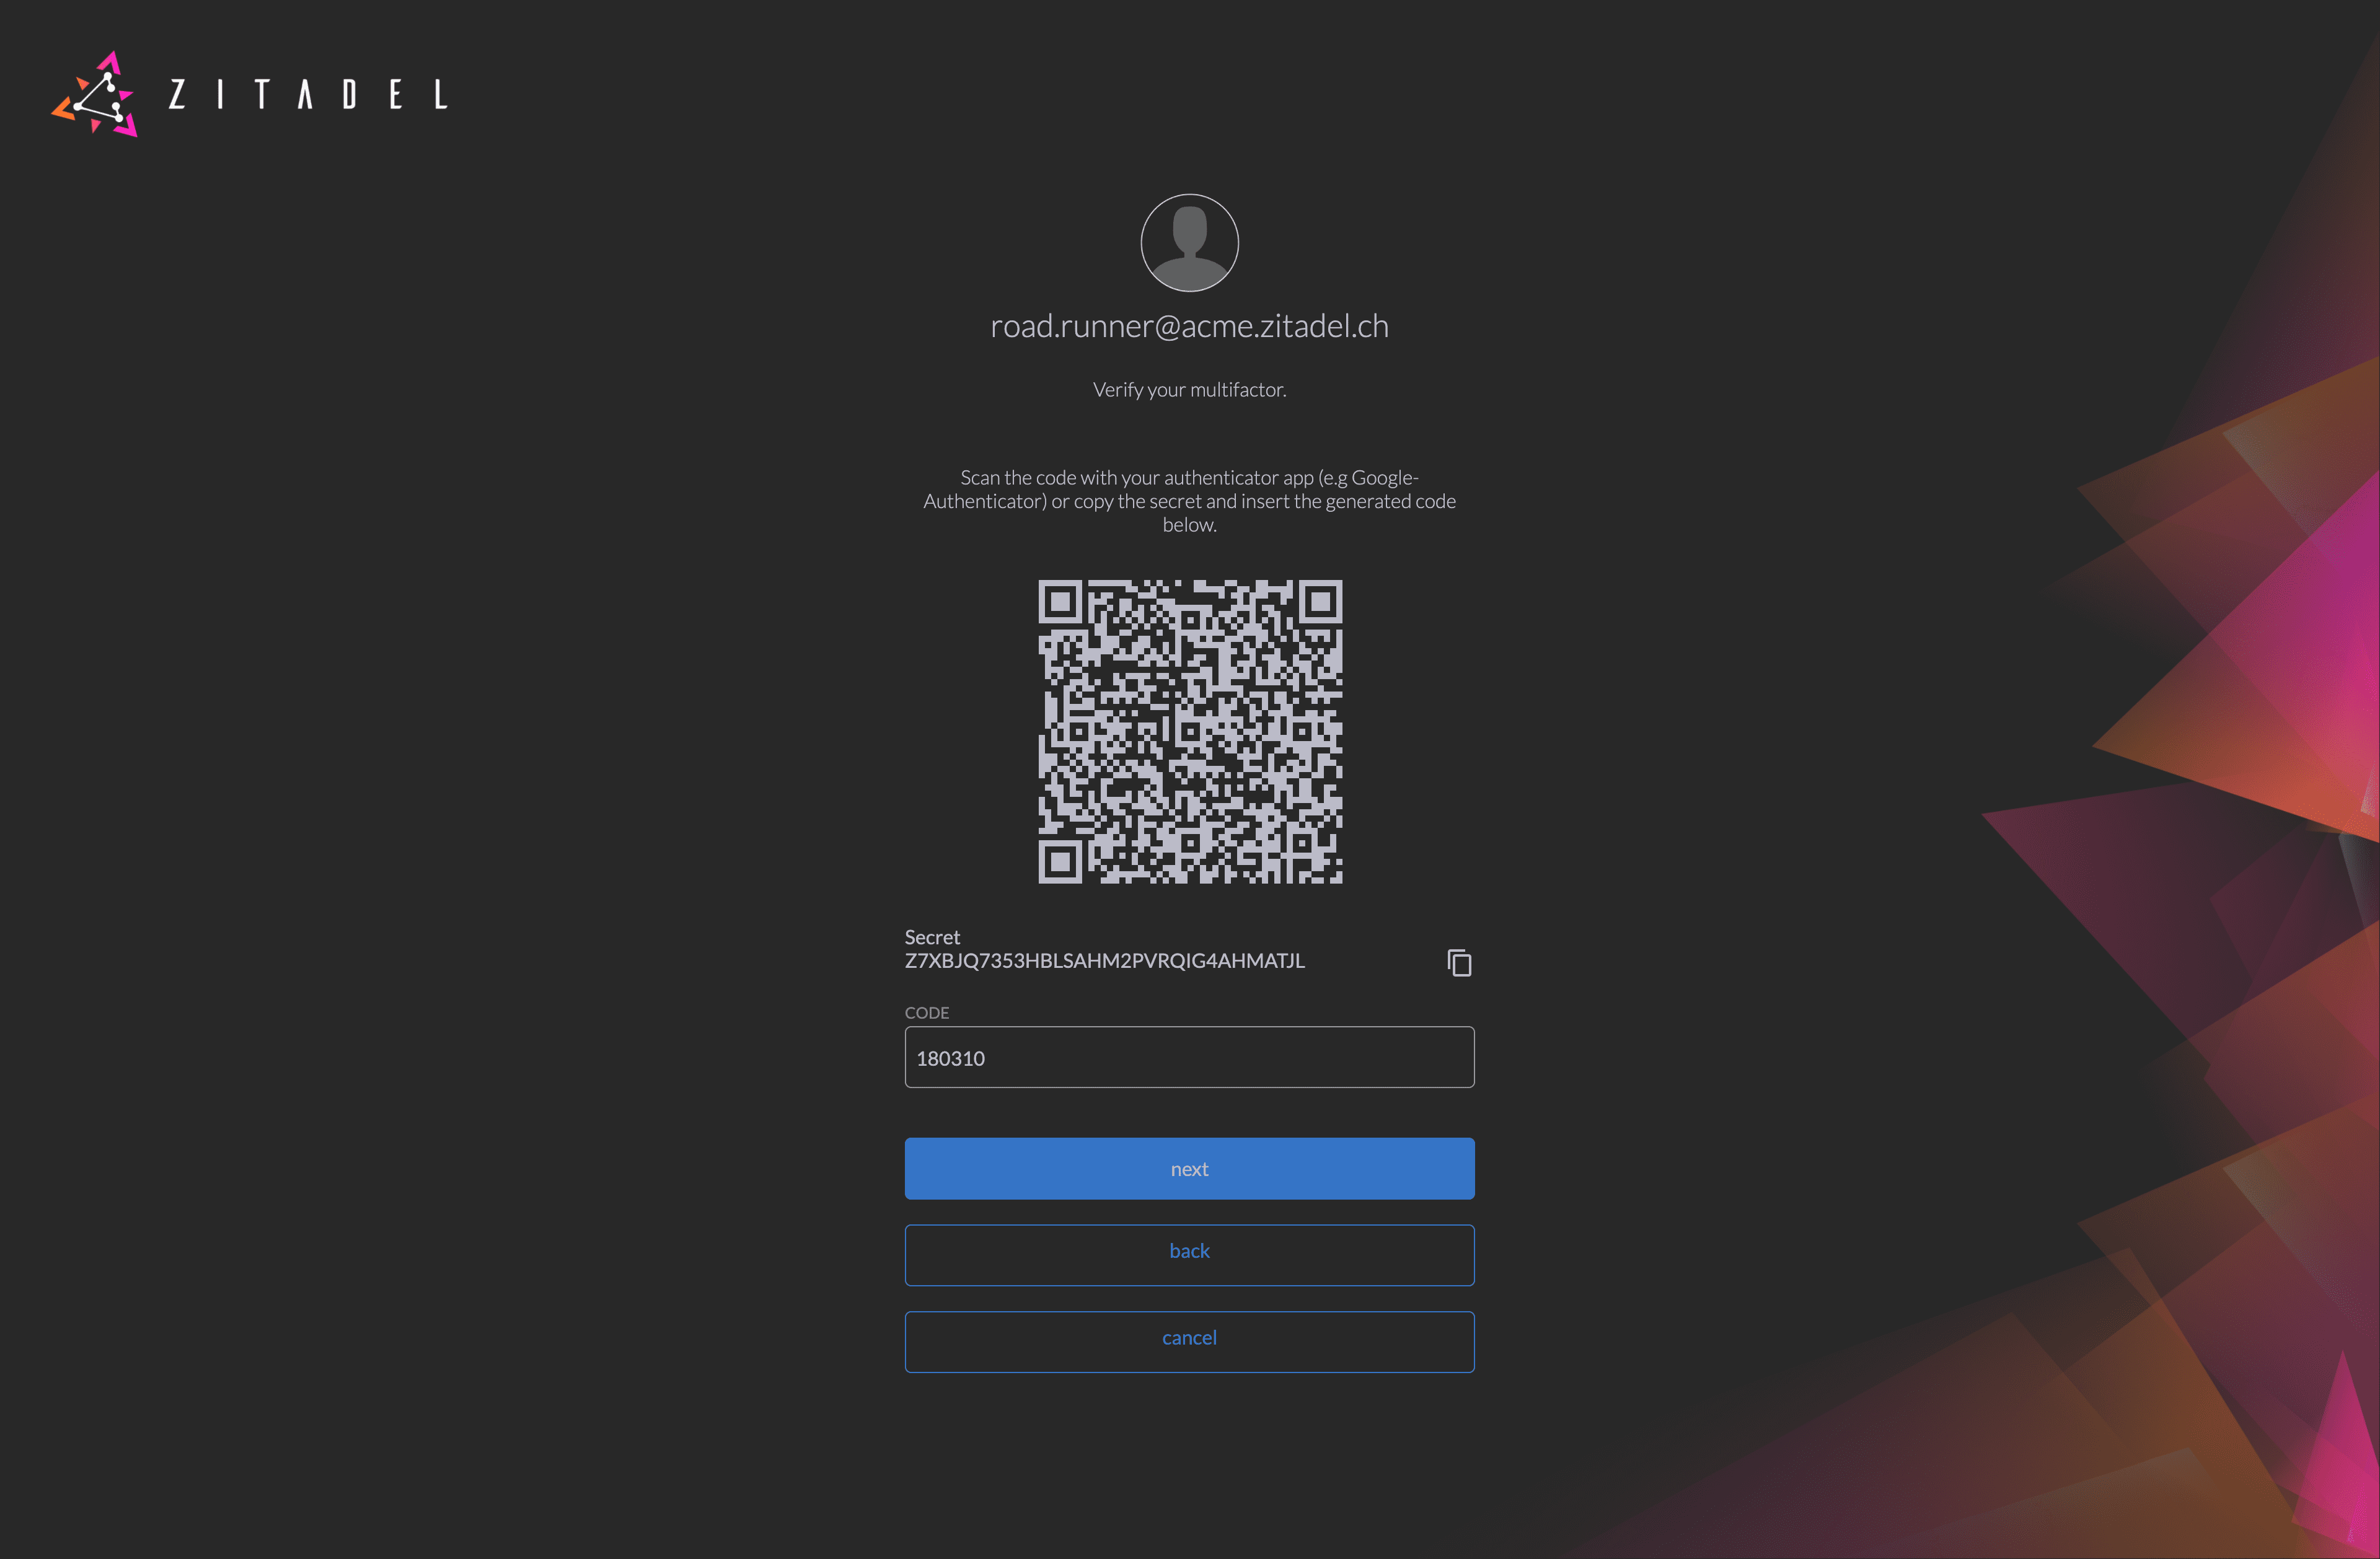 ZITADEL
road.runner@acme.zitadel.ch
Verify your multifactor.
Scan the code with your authenticator app (e.g Google-
Authenticator) or copy the secret and insert the generated code
below.
Secret
Z7XBJQ7353HBLSAHM2PVRQIG4AHMATJL
CODE
180310
next
back
cancel